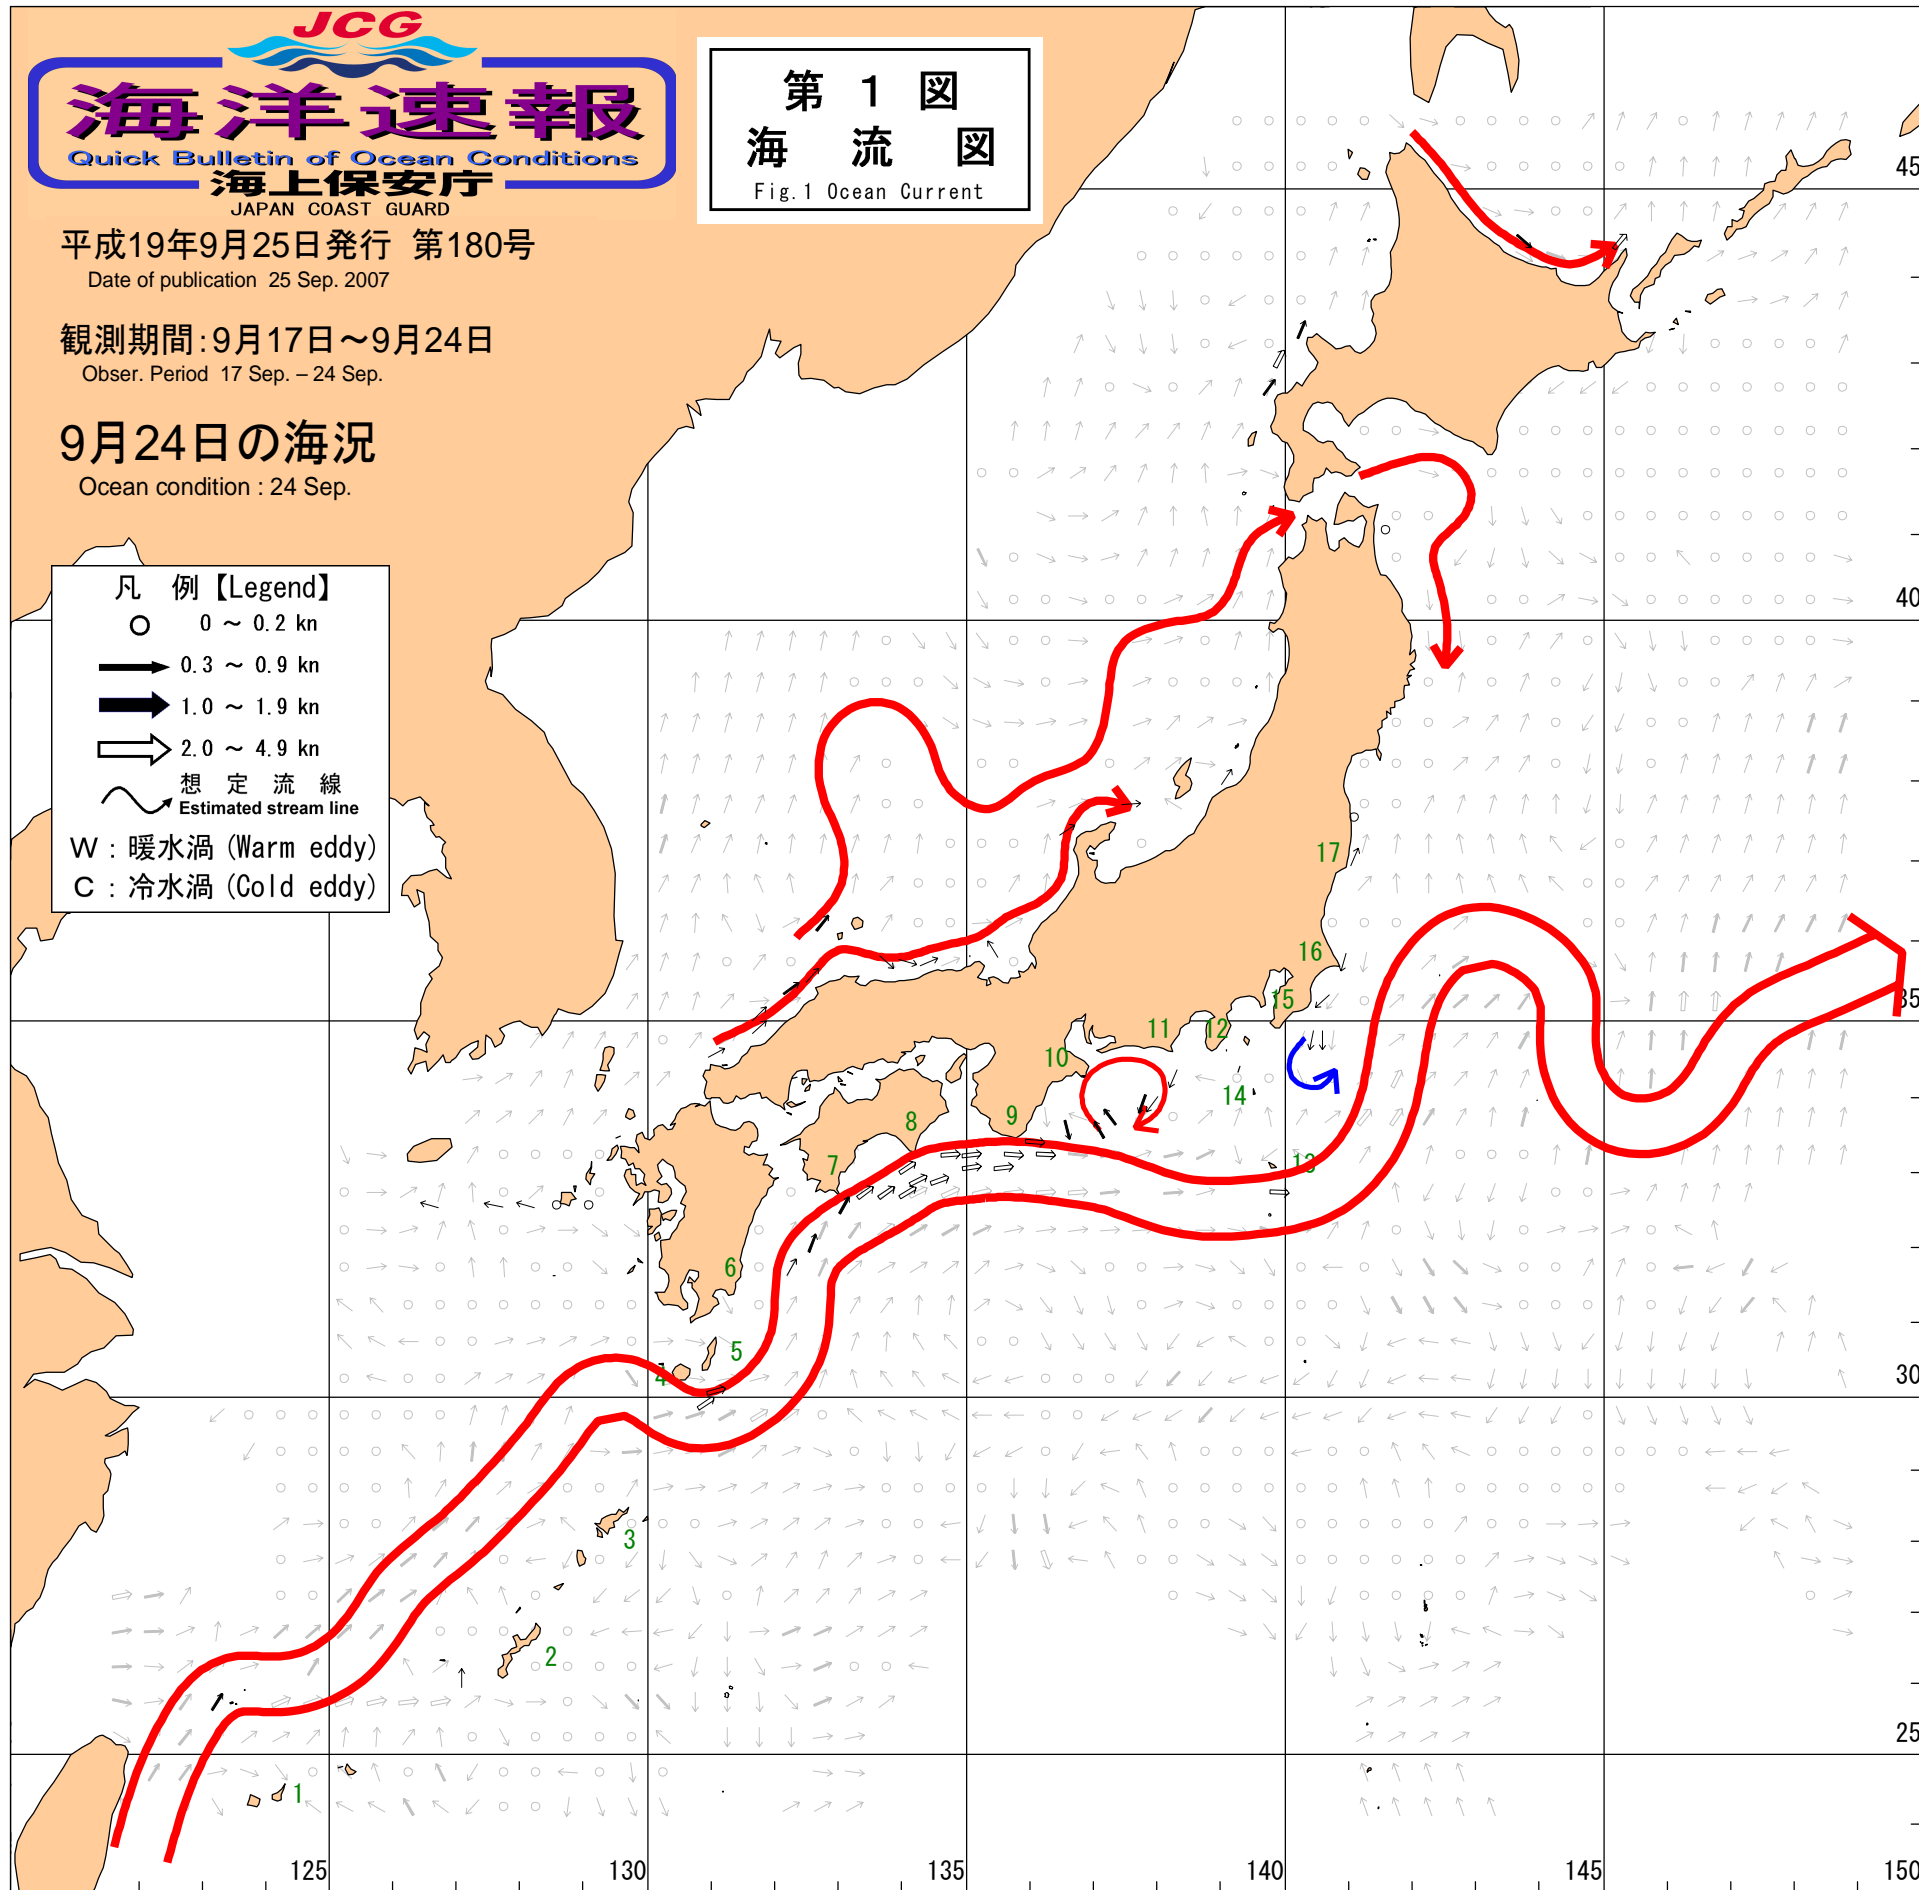 JCG
海洋速報
Quick Bulletin of Ocean Conditions
海上保安庁
JAPAN COAST GUARD
第 1 図
海 流 図
Fig.1 Ocean Current
平成19年9月25日発行 第180号
Date of publication 25 Sep. 2007
観測期間:9月17日～9月24日
Obser. Period 17 Sep. – 24 Sep.
9月24日の海況
Ocean condition : 24 Sep.
凡 例【Legend】
0 ～ 0.2 kn
0.3 ～ 0.9 kn
1.0 ～ 1.9 kn
2.0 ～ 4.9 kn
想 定 流 線
Estimated stream line
W : 暖水渦 (Warm eddy)
C : 冷水渦 (Cold eddy)
45
40
35
30
25
17
16
15
12
11
10
14
9
8
7
13
6
5
4
3
2
1
125
130
135
140
145
150